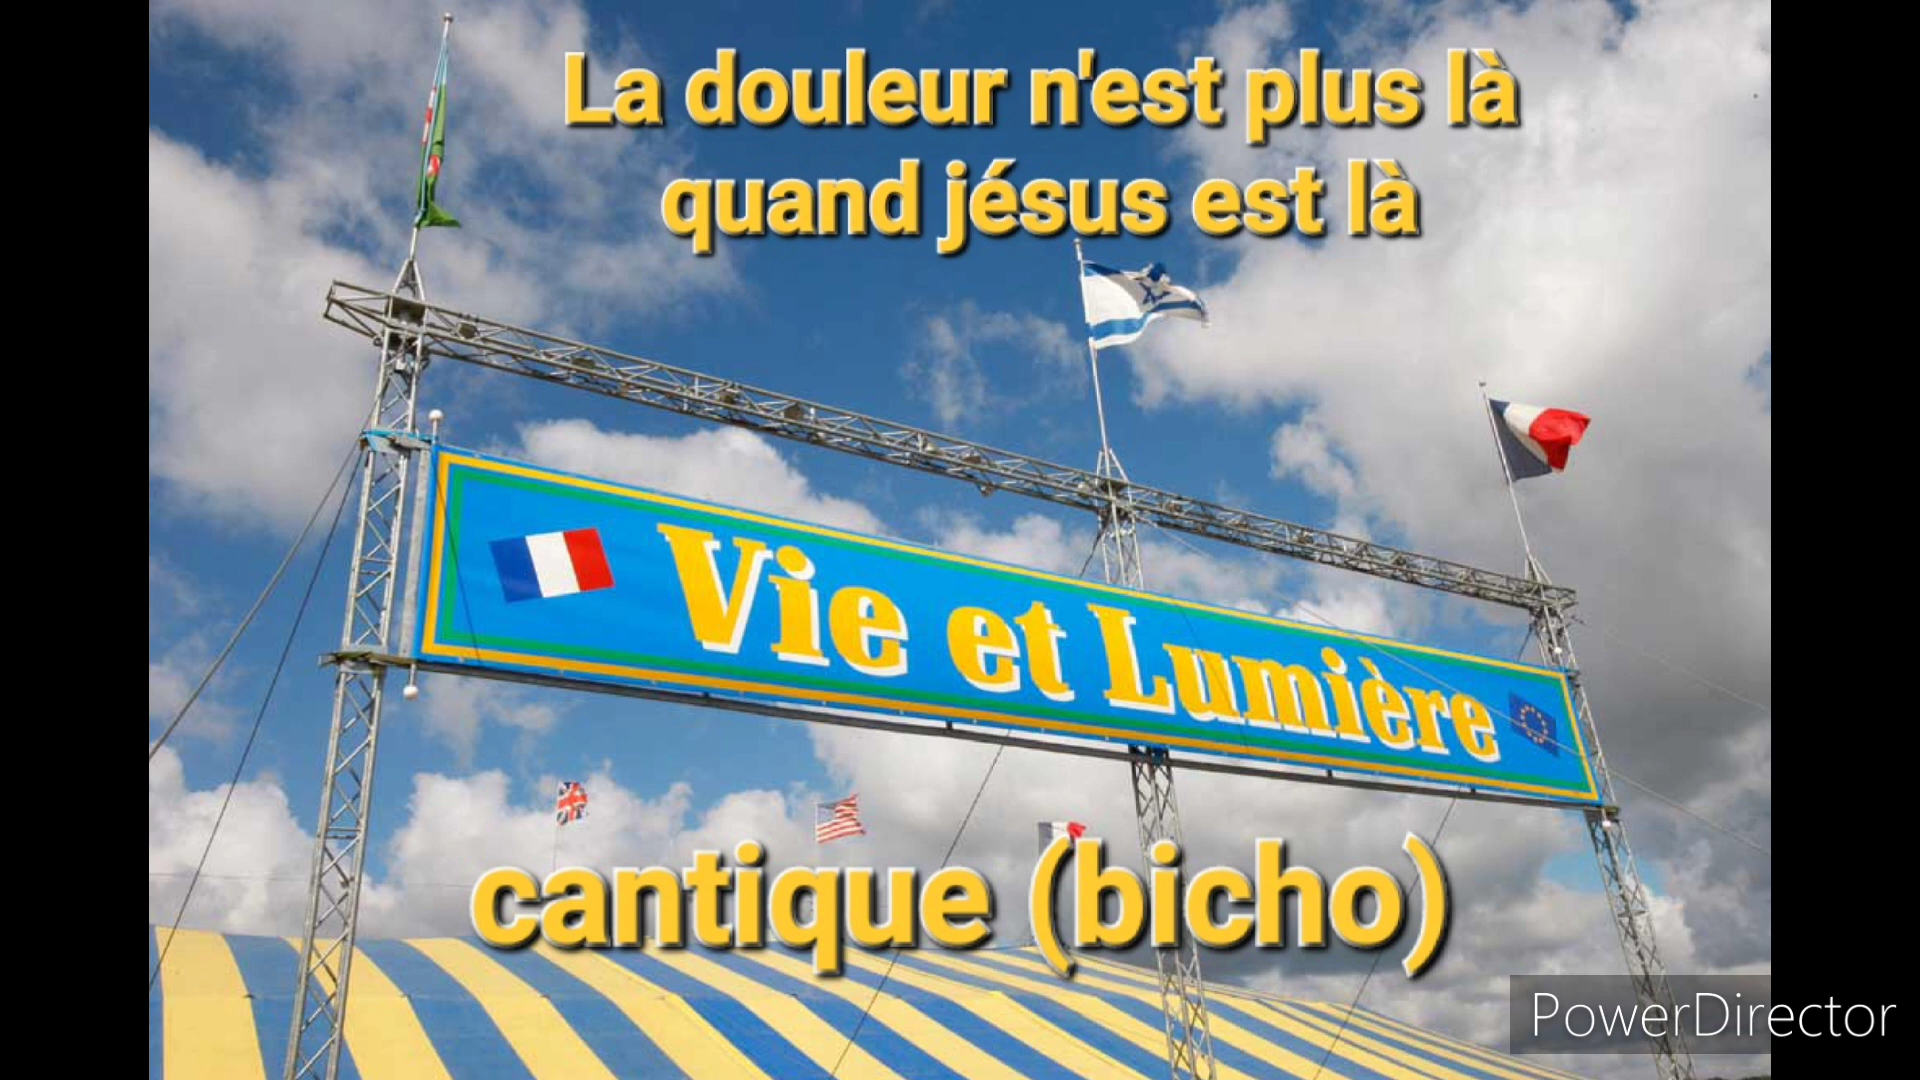 La douleur n'est plus là
quand jésus est là
Vie et Lumière
cantique (bicho)
PowerDirector